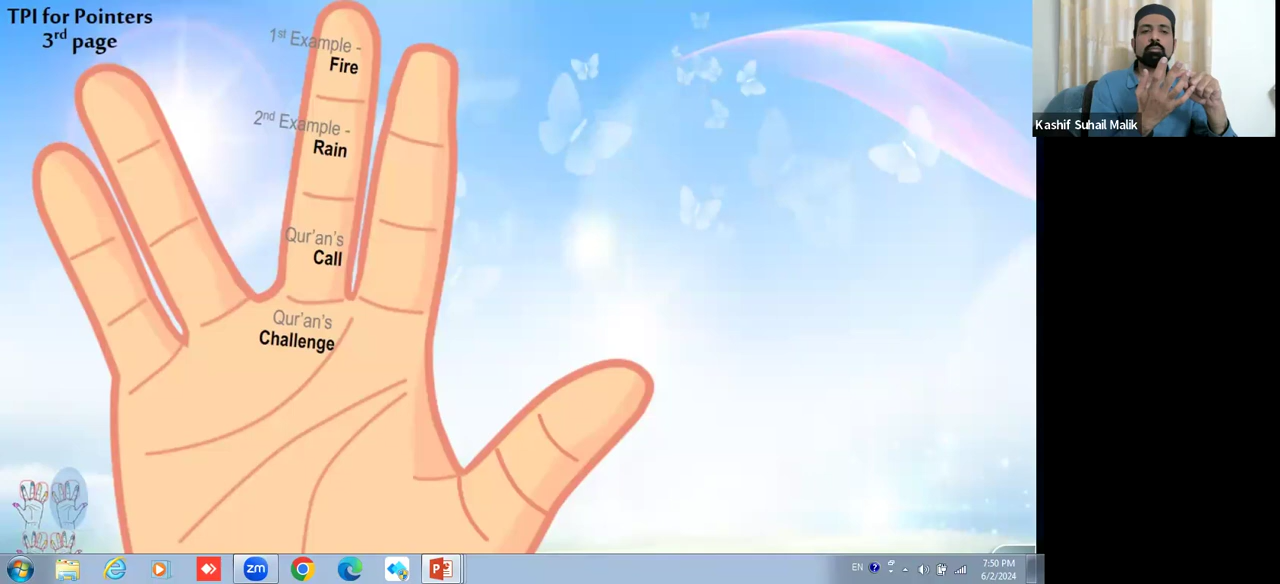 TPI for Pointers
3rd page
1st Example -
Fire
2nd Example -
Rain
Qur'an's
Call
Qur'an's
Challenge
Kashif Suhail Malik
zm
EN
7:50 PM
6/2/2024